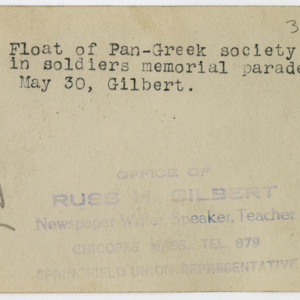 3
Float of Pan-Greek society
in soldiers memorial parade
May 30, Gilbert.
OFFICE OF
RUSS H. GILBERT
Newspaper-Writer, Speaker, Teacher
CHICOPEE MASS. TEL. 879
SPRINGFIELD UNION REPRESENTATIVE